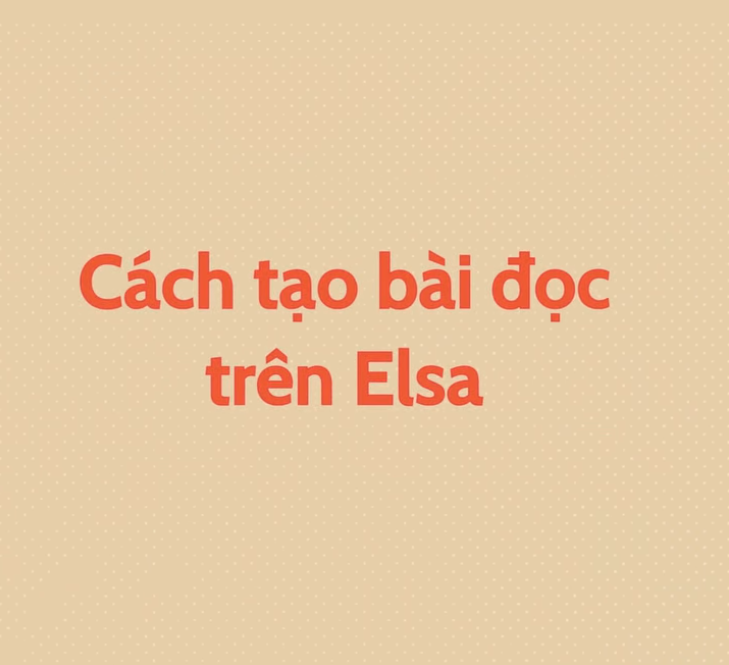 Cách tạo bài đọc
trên Elsa